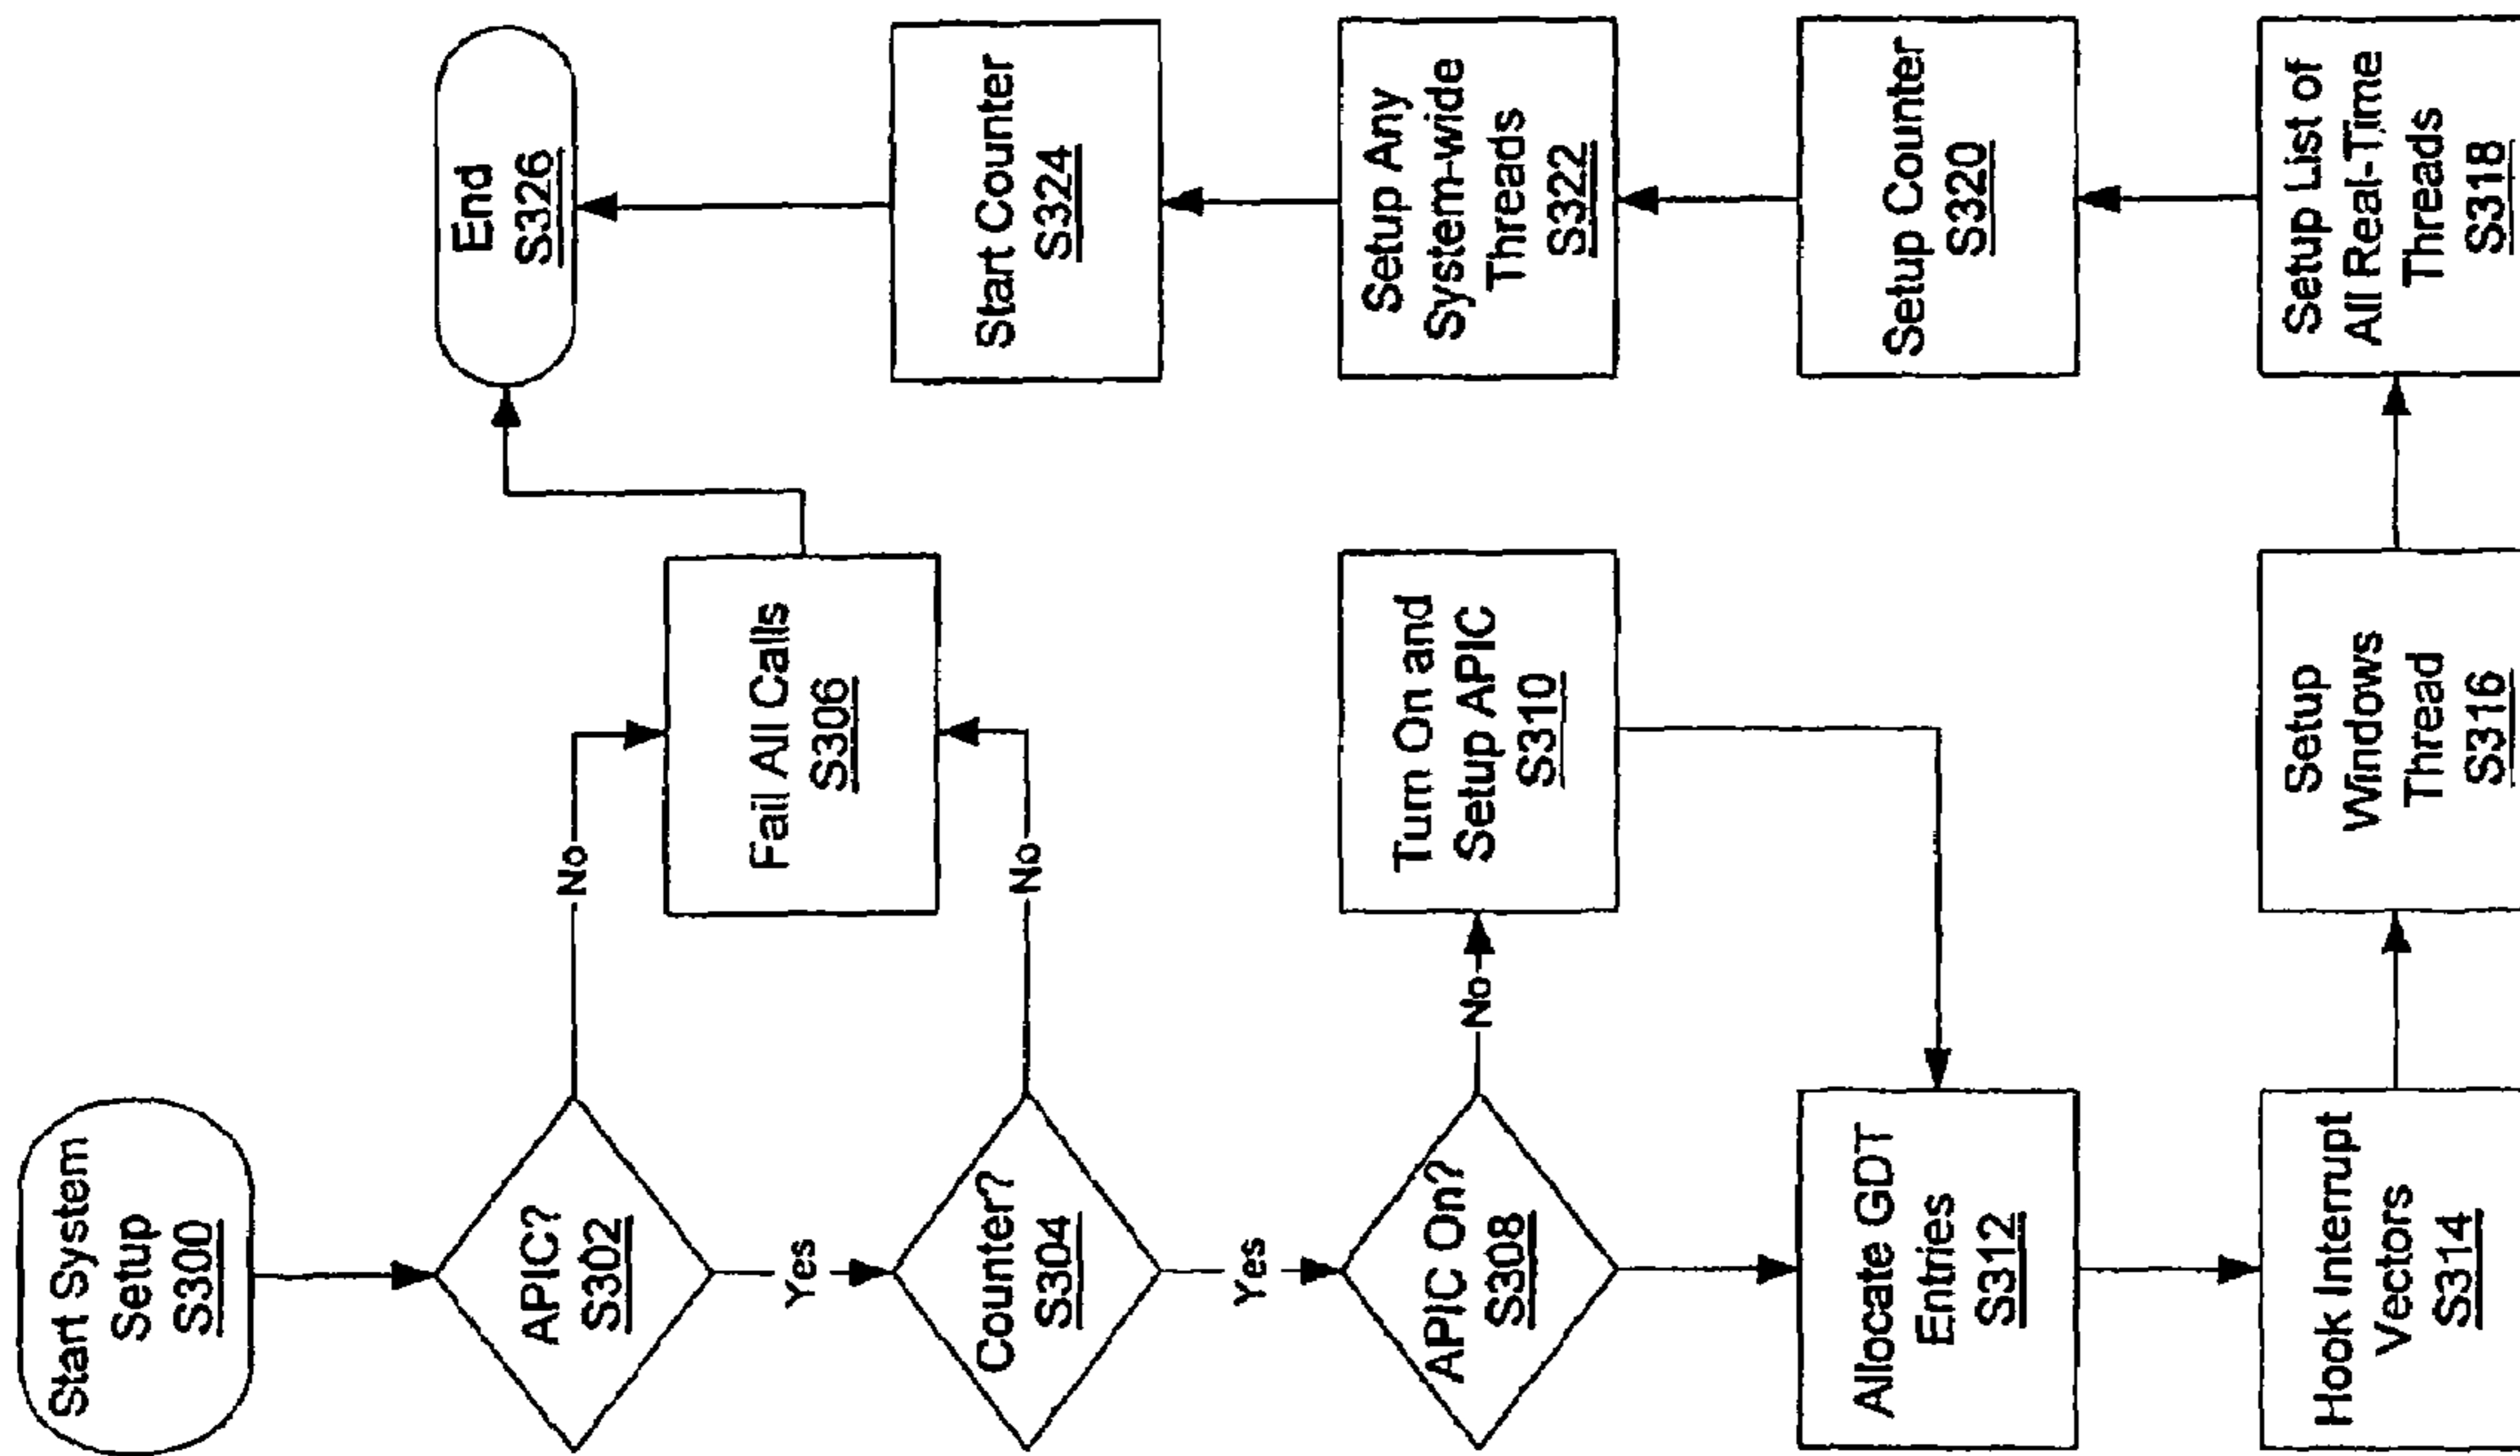 Start System
Setup
S300
APIC?
S302
No
Yes
Counter?
S304
No
Fail All Calls
S306
Yes
APIC On?
S308
No
Turn On and
Setup APIC
S310
Allocate GDT
Entries
S312
Hook Interrupt
Vectors
S314
Setup
Windows
Thread
S316
Setup List of
All Real-Time
Threads
S318
Setup Counter
S320
Setup Any
System-wide
Threads
S322
Start Counter
S324
End
S326